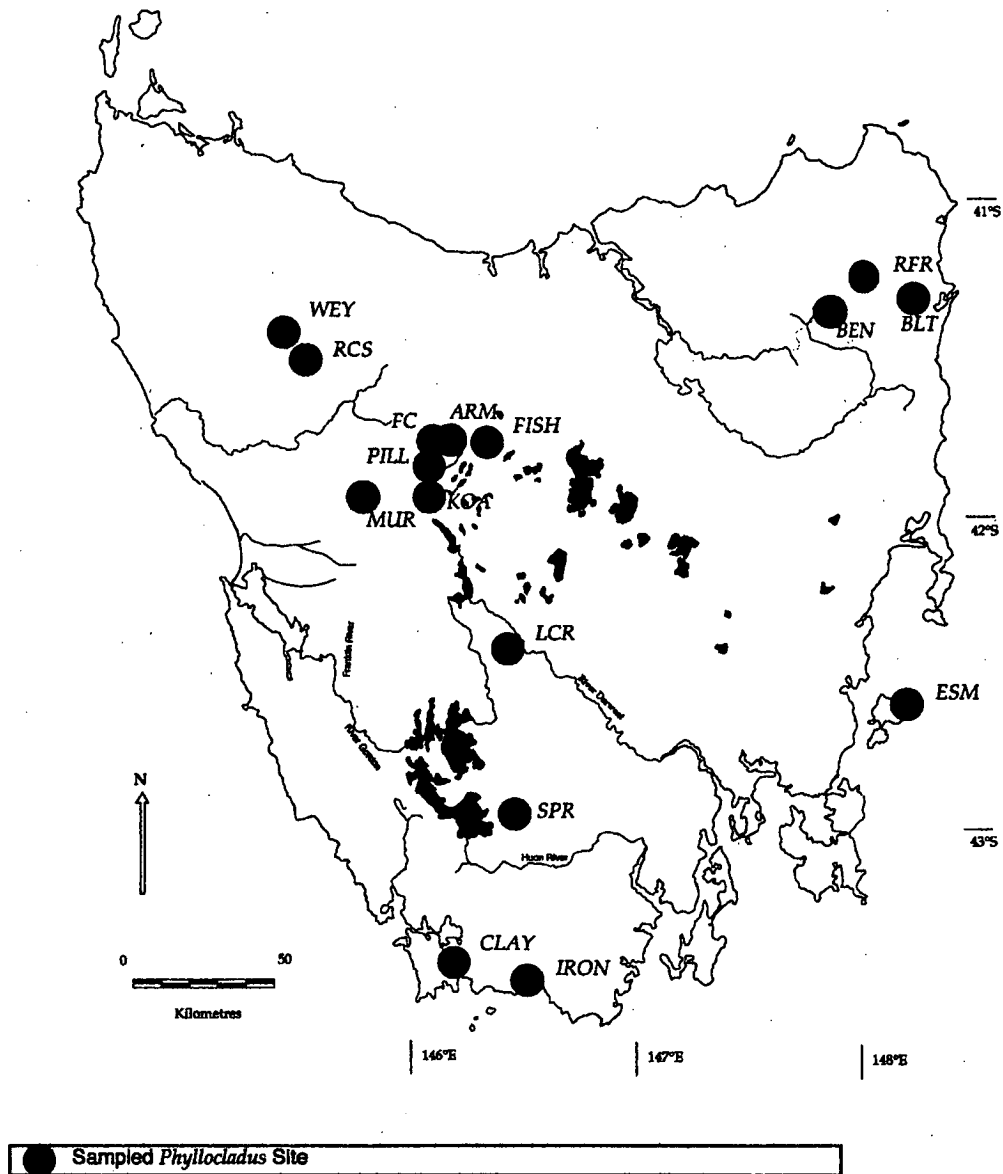 41°S
RFR
WEY
BEN
BLT
RCS
FC
ARM
FISH
PILL
KOA
MUR
42°S
LCR
Franklin River
River Derwent
ESM
River Gordon
N
SPR
43°S
Huon River
CLAY
IRON
0
50
Kilometres
146°E
147°E
148°E
Sampled Phyllocladus Site